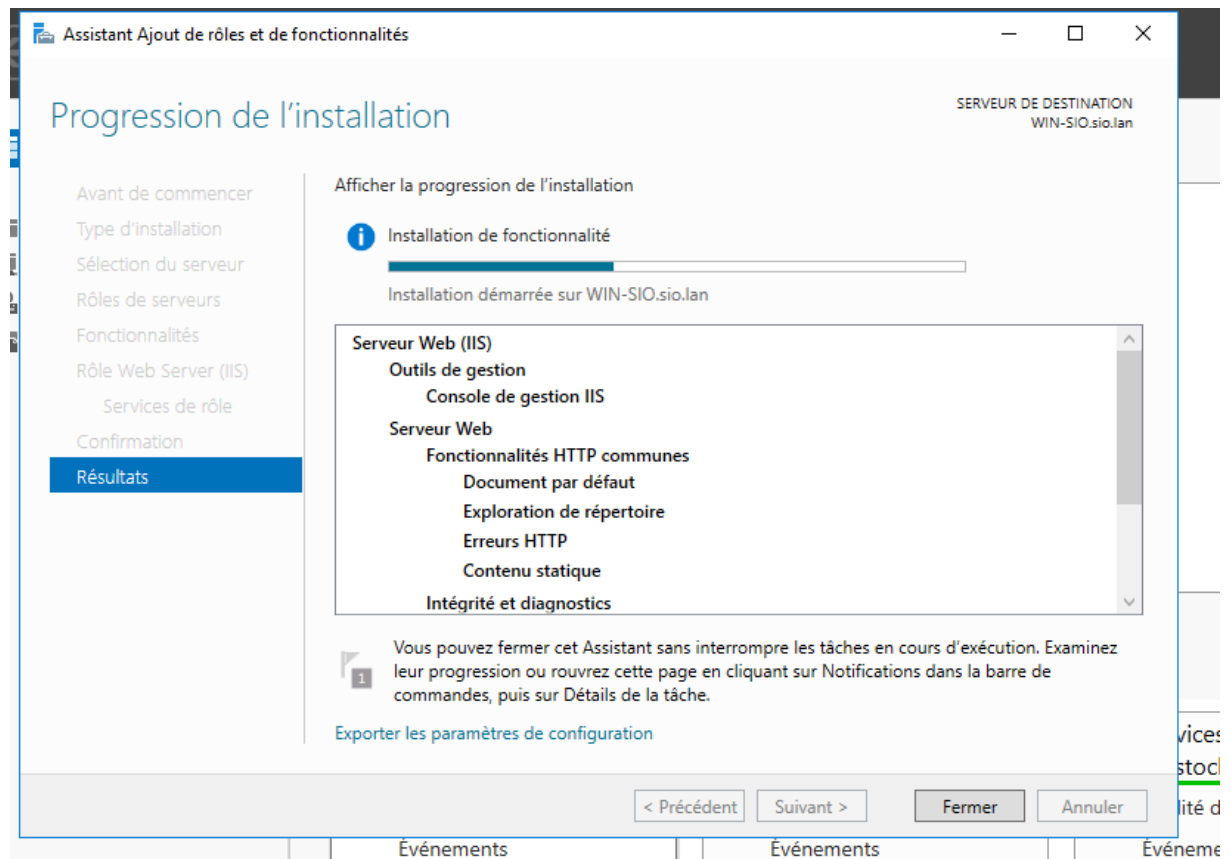 Assistant Ajout de rôles et de fonctionnalités
Progression de l’installation
SERVEUR DE DESTINATION
WIN-SIO.sio.lan
Avant de commencer
Type d’installation
Sélection du serveur
Rôles de serveurs
Fonctionnalités
Rôle Web Server (IIS)
Services de rôle
Confirmation
Résultats
Afficher la progression de l’installation
Installation de fonctionnalité
Installation démarrée sur WIN-SIO.sio.lan
Serveur Web (IIS)
Outils de gestion
Console de gestion IIS
Serveur Web
Fonctionnalités HTTP communes
Document par défaut
Exploration de répertoire
Erreurs HTTP
Contenu statique
Intégrité et diagnostics
1
Vous pouvez fermer cet Assistant sans interrompre les tâches en cours d’exécution. Examinez
leur progression ou rouvrez cette page en cliquant sur Notifications dans la barre de
commandes, puis sur Détails de la tâche.
Exporter les paramètres de configuration
< Précédent
Suivant >
Fermer
Annuler
Événements
Événements